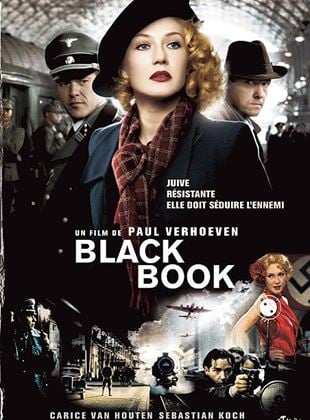 JUIVE
RÉSISTANTE
ELLE DOIT SÉDUIRE L'ENNEMI
UN FILM DE PAUL VERHOEVEN
BLACK
BOOK
CARICE VAN HOUTEN SEBASTIAN KOCH